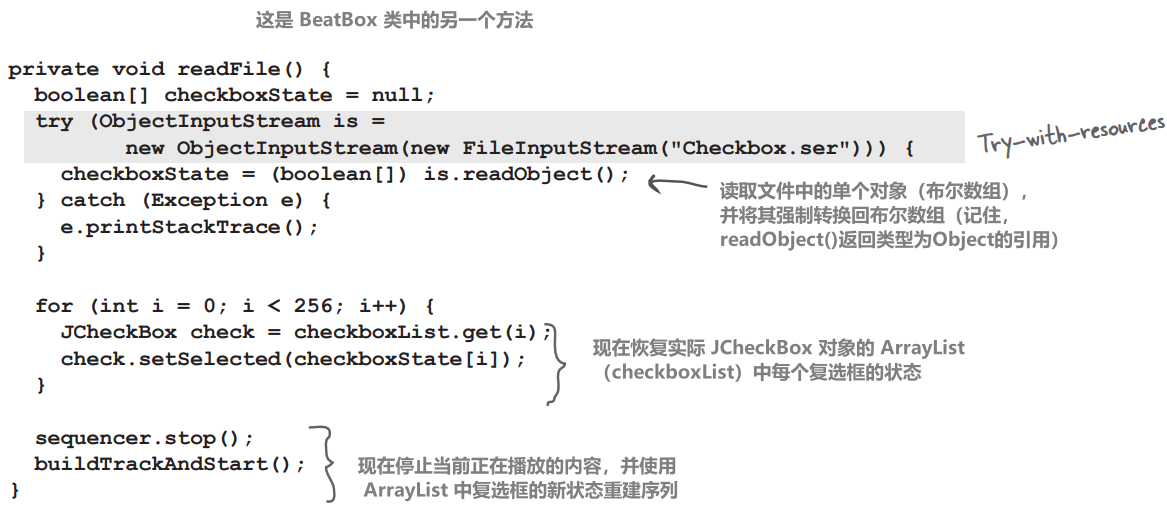 这是 BeatBox 类中的另一个方法
private void readFile() {
boolean[] checkboxState = null;
try (ObjectInputStream is =
new ObjectInputStream(new FileInputStream("Checkbox.ser"))) {
Try-with-resources
checkboxState = (boolean[]) is.readObject();
读取文件中的单个对象（布尔数组），
并将其强制转换回布尔数组（记住，
readObject()返回类型为Object的引用）
} catch (Exception e) {
e.printStackTrace();
}
for (int i = 0; i < 256; i++) {
JCheckBox check = checkboxList.get(i);
check.setSelected(checkboxState[i]);
}
现在恢复实际 JCheckBox 对象的 ArrayList
（checkboxList）中每个复选框的状态
sequencer.stop();
buildTrackAndStart();
}
现在停止当前正在播放的内容，并使用
ArrayList 中复选框的新状态重建序列